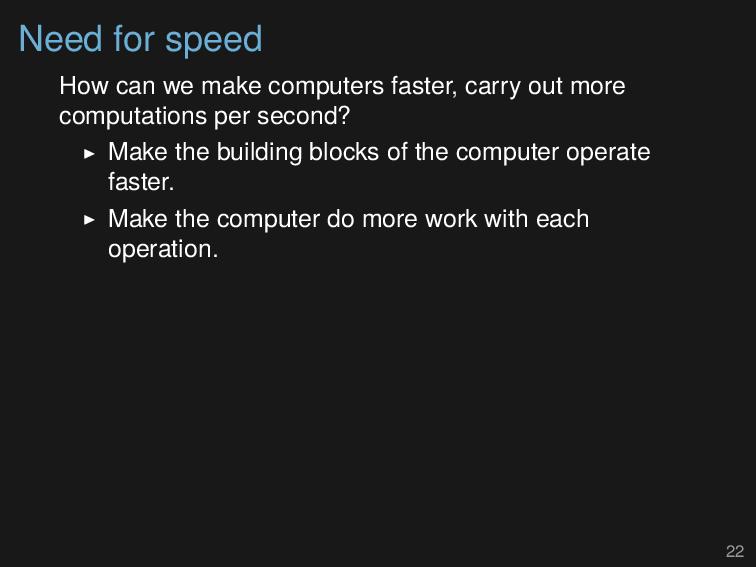 Need for speed
How can we make computers faster, carry out more
computations per second?
▶ Make the building blocks of the computer operate
faster.
▶ Make the computer do more work with each
operation.
22